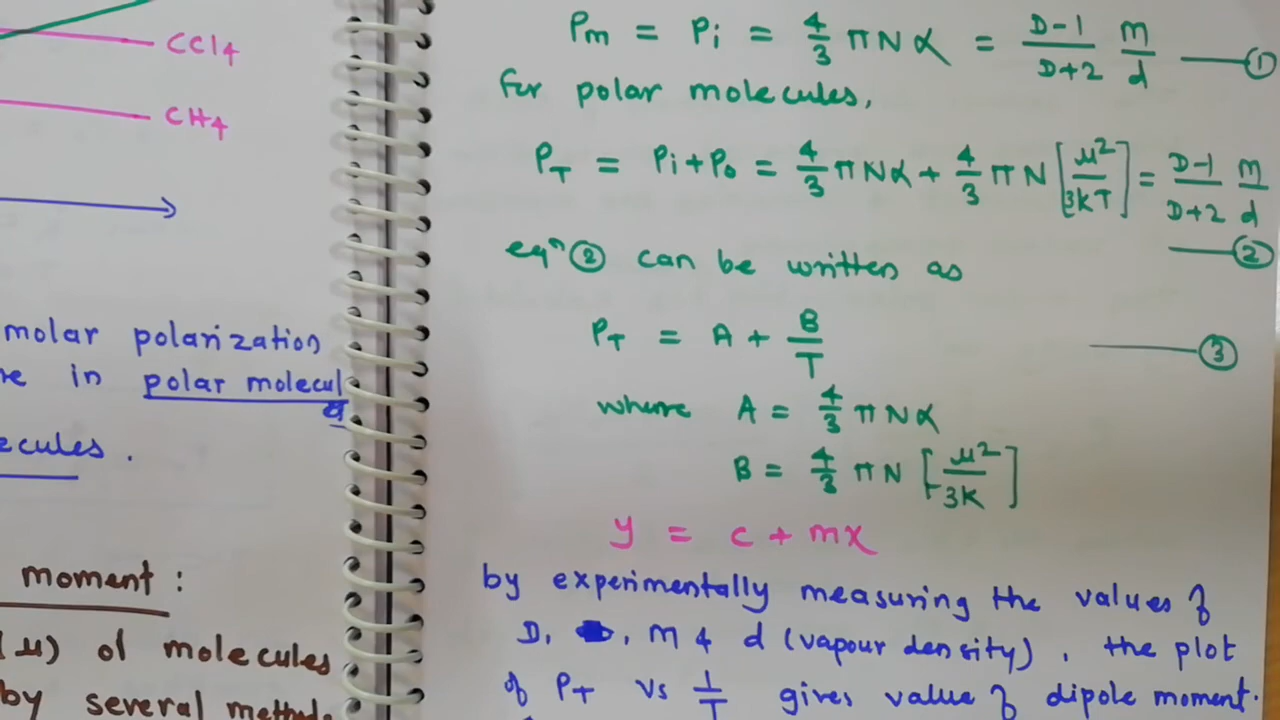 CCl4
CH4
molar polarization
in polar molecul
ecules.
moment :
(μ) of molecules
by several method
Pm = Pi = 4/3 πNα = D-1/D+2 m/d —①
for polar molecules,
PT = Pi+Po = 4/3 πNα + 4/3 πN [μ²/3kT] = D-1/D+2 m/d
—②
eqn ② can be written as
PT = A + B/T —③
where A = 4/3 πNα
B = 4/3 πN [μ²/3K]
y = c + mx
by experimentally measuring the values of
D, , M & d (vapour density), the plot
of PT vs 1/T gives value of dipole moment.